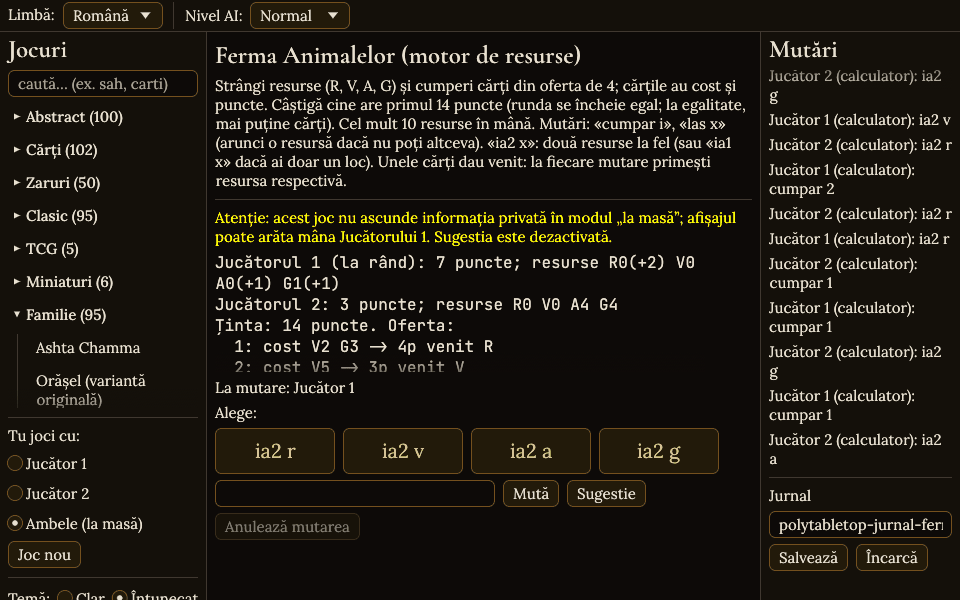 Limbă: Română ▼ Nivel AI: Normal ▼
Jocuri
caută... (ex. sah, carti)
▸ Abstract (100)
▸ Cărți (102)
▸ Zaruri (50)
▸ Clasic (95)
▸ TCG (5)
▸ Miniaturi (6)
▾ Familie (95)
Ashta Chamma
Orășel (variantă
originală)
Tu joci cu:
Jucător 1
Jucător 2
Ambele (la masă)
Joc nou
Temă: Clar Întunecat
Ferma Animalelor (motor de resurse)
Strângi resurse (R, V, A, G) și cumperi cărți din oferta de 4; cărțile au cost și
puncte. Câștigă cine are primul 14 puncte (runda se încheie egal; la egalitate,
mai puține cărți). Cel mult 10 resurse în mână. Mutări: «cumpar i», «las x»
(arunci o resursă dacă nu poți altceva). «ia2 x»: două resurse la fel (sau «ia1
x» dacă ai doar un loc). Unele cărți dau venit: la fiecare mutare primești
resursa respectivă.
Atenție: acest joc nu ascunde informația privată în modul „la masă”; afișajul
poate arăta mâna Jucătorului 1. Sugestia este dezactivată.
Jucătorul 1 (la rând): 7 puncte; resurse R0(+2) V0
A0(+1) G1(+1)
Jucătorul 2: 3 puncte; resurse R0 V0 A4 G4
Ținta: 14 puncte. Oferta:
1: cost V2 G3 → 4p venit R
2: cost V5 → 3p venit V
La mutare: Jucător 1
Alege:
ia2 r ia2 v ia2 a ia2 g
Mută Sugestie
Anulează mutarea
Mutări
Jucător 2 (calculator): ia2
g
Jucător 1 (calculator): ia2 v
Jucător 2 (calculator): ia2 r
Jucător 1 (calculator):
cumpar 2
Jucător 2 (calculator): ia2 r
Jucător 1 (calculator): ia2 r
Jucător 2 (calculator):
cumpar 1
Jucător 1 (calculator):
cumpar 1
Jucător 2 (calculator): ia2
g
Jucător 1 (calculator):
cumpar 1
Jucător 2 (calculator): ia2
a
Jurnal
polytabletop-jurnal-fer
Salvează Încarcă